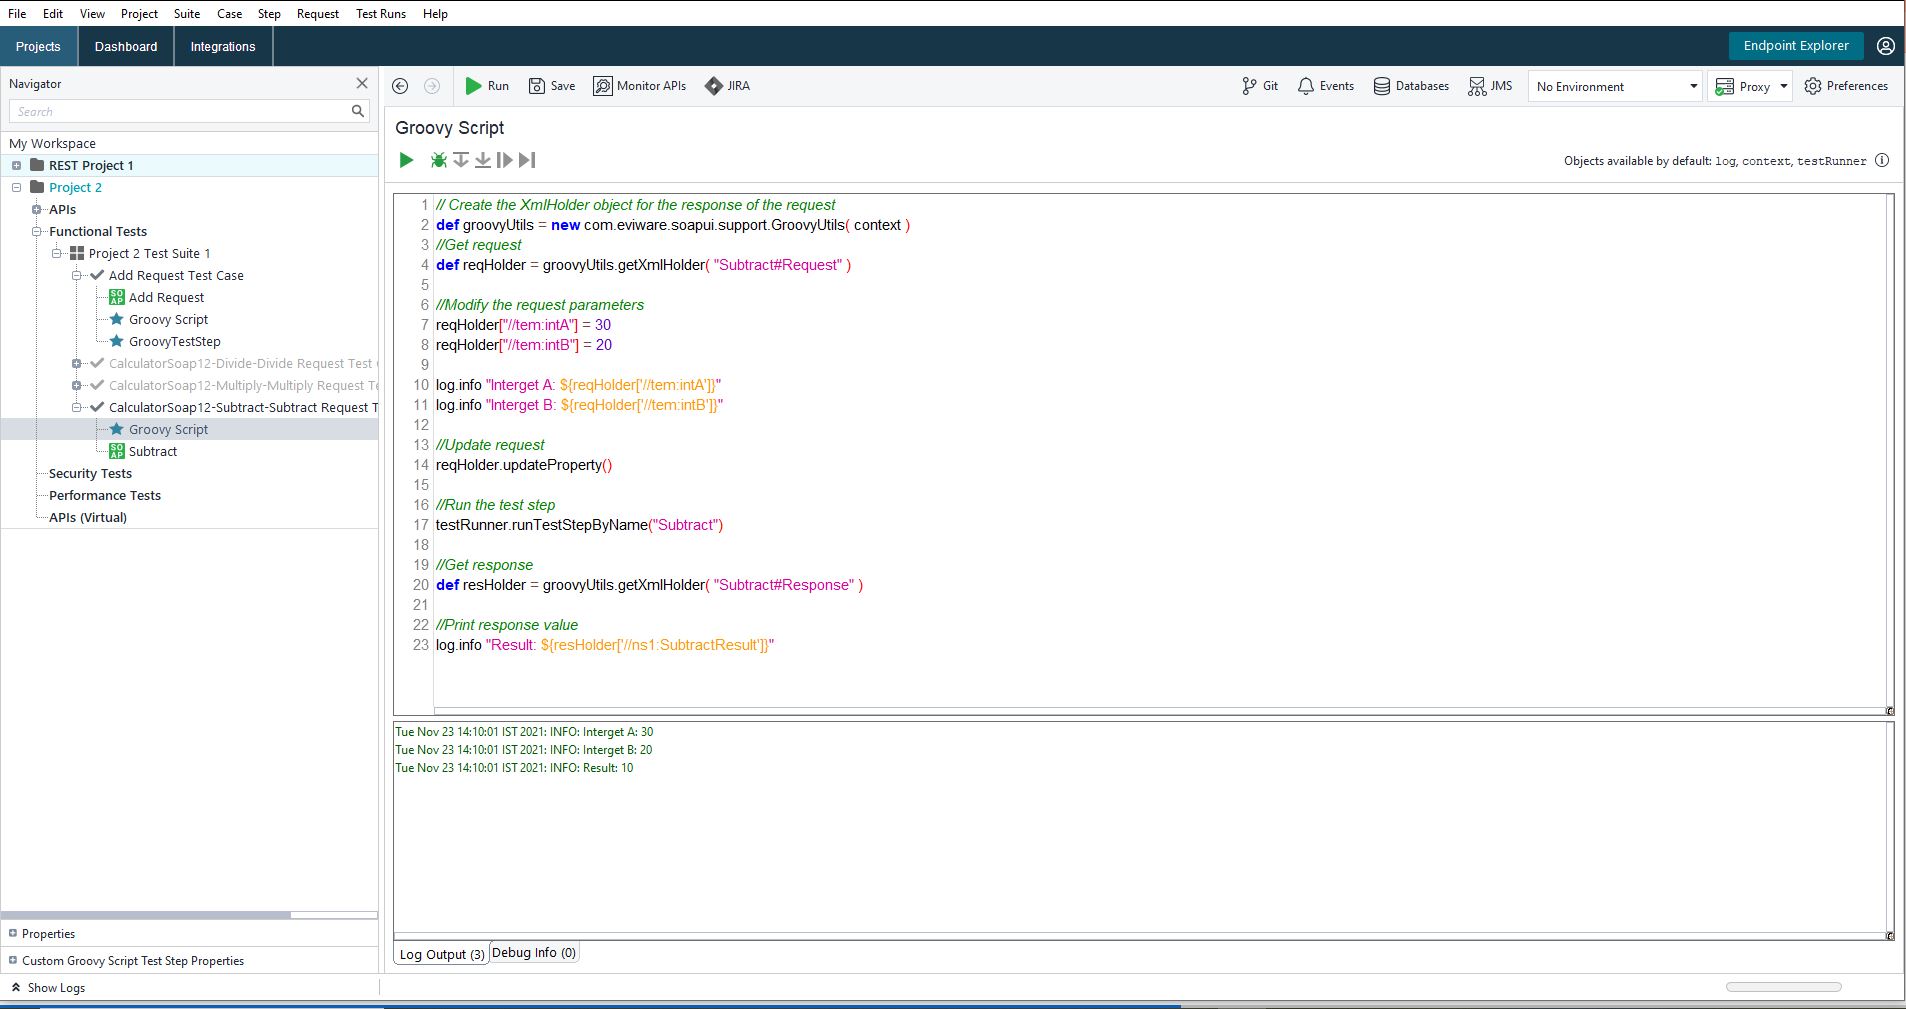 File Edit View Project Suite Case Step Request Test Runs Help
Projects Dashboard Integrations Endpoint Explorer
Navigator
Search
My Workspace
REST Project 1
Project 2
APIs
Functional Tests
Project 2 Test Suite 1
Add Request Test Case
SOAP Add Request
Groovy Script
GroovyTestStep
CalculatorSoap12-Divide-Divide Request Test
CalculatorSoap12-Multiply-Multiply Request Te
CalculatorSoap12-Subtract-Subtract Request T
Groovy Script
SOAP Subtract
Security Tests
Performance Tests
APIs (Virtual)
Properties
Custom Groovy Script Test Step Properties
Show Logs
Run Save Monitor APIs JIRA Git Events Databases JMS No Environment Proxy Preferences
Groovy Script
Objects available by default: log, context, testRunner
1 // Create the XmlHolder object for the response of the request
2 def groovyUtils = new com.eviware.soapui.support.GroovyUtils( context )
3 //Get request
4 def reqHolder = groovyUtils.getXmlHolder( "Subtract#Request" )
5
6 //Modify the request parameters
7 reqHolder["//tem:intA"] = 30
8 reqHolder["//tem:intB"] = 20
9
10 log.info "Interget A: ${reqHolder['//tem:intA']}"
11 log.info "Interget B: ${reqHolder['//tem:intB']}"
12
13 //Update request
14 reqHolder.updateProperty()
15
16 //Run the test step
17 testRunner.runTestStepByName("Subtract")
18
19 //Get response
20 def resHolder = groovyUtils.getXmlHolder( "Subtract#Response" )
21
22 //Print response value
23 log.info "Result: ${resHolder['//ns1:SubtractResult']}"
Tue Nov 23 14:10:01 IST 2021: INFO: Interget A: 30
Tue Nov 23 14:10:01 IST 2021: INFO: Interget B: 20
Tue Nov 23 14:10:01 IST 2021: INFO: Result: 10
Log Output (3) Debug Info (0)